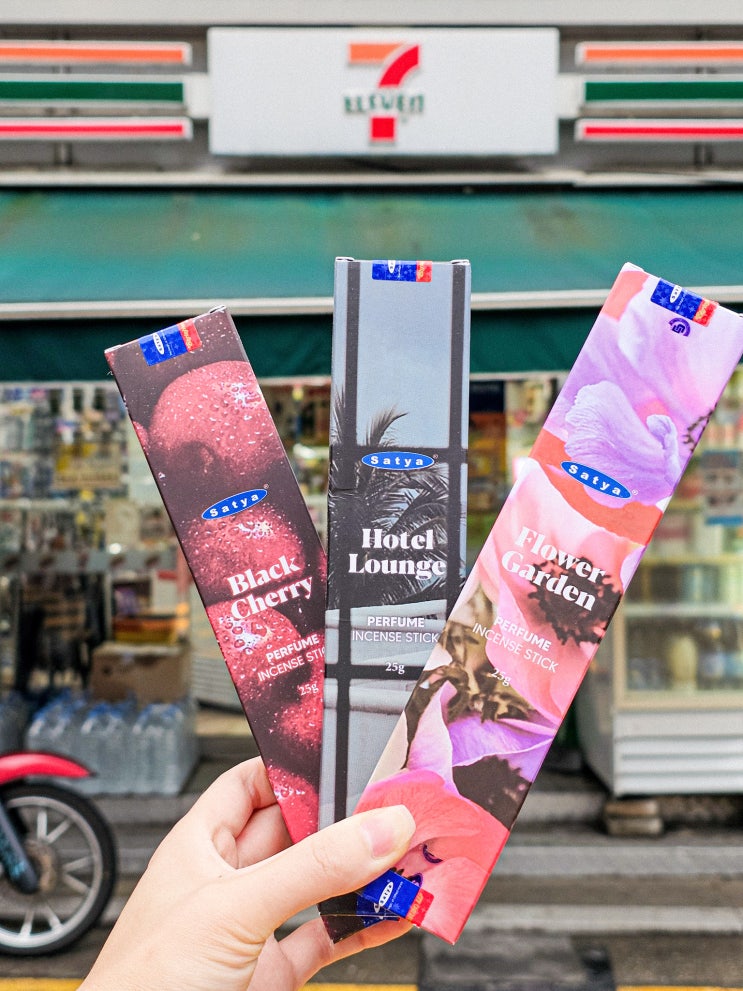 7
ELEVEN
Satya
Black
Cherry
PERFUME
INCENSE
25g
Satya
Hotel
Lounge
PERFUME
INCENSE STICK
25g
Satya
Flower
Garden
PERFUME
INCENSE STICK
25g